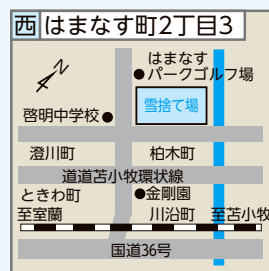 西 はまなす町2丁目3
N
はまなす
パークゴルフ場
雪捨て場
啓明中学校
澄川町 柏木町
道道苫小牧環状線
ときわ町 金剛園
至室蘭 川沿町 至苫小牧
国道36号